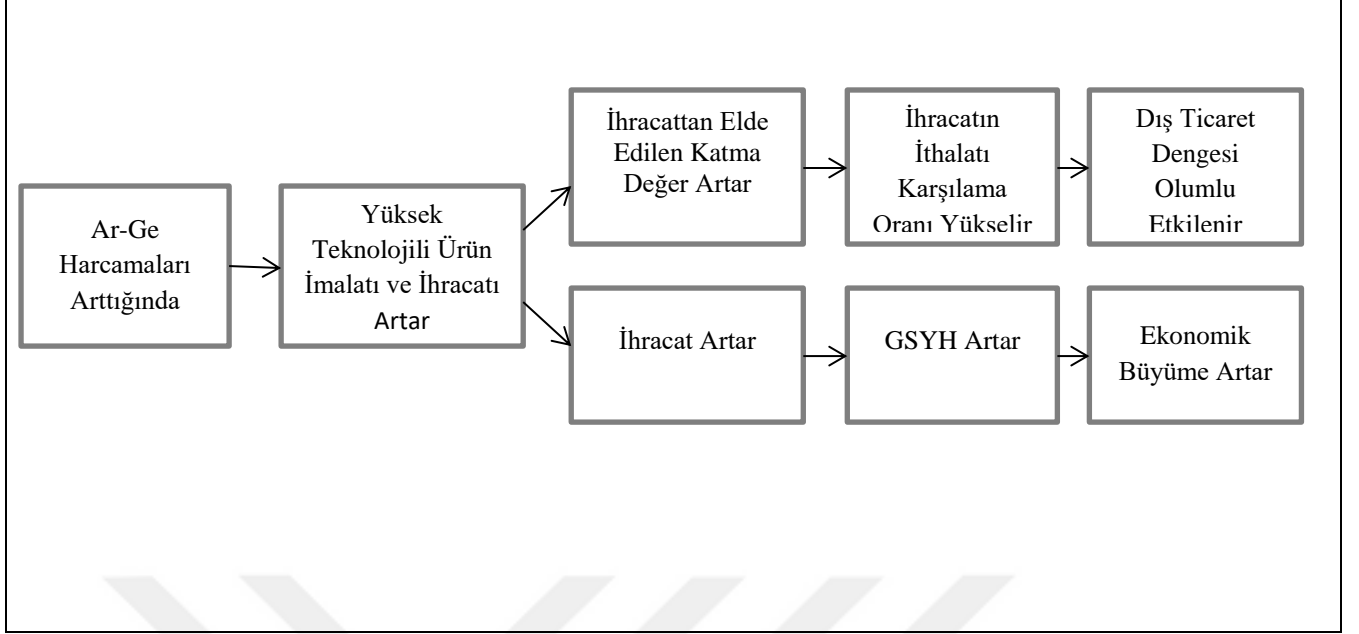 Ar-Ge
Harcamaları
Arttığında
Yüksek
Teknolojili Ürün
İmalatı ve İhracatı
Artar
İhracattan Elde
Edilen Katma
Değer Artar
İhracatın
İthalatı
Karşılama
Oranı Yükselir
Dış Ticaret
Dengesi
Olumlu
Etkilenir
İhracat Artar
GSYH Artar
Ekonomik
Büyüme Artar